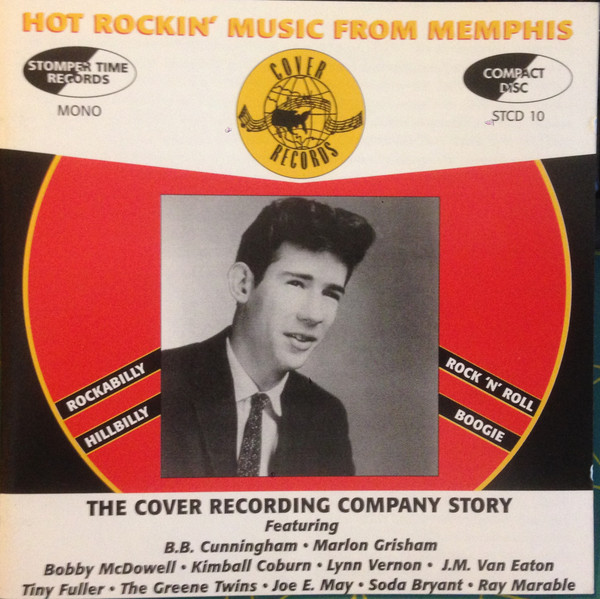 HOT ROCKIN' MUSIC FROM MEMPHIS
STOMPER TIME
RECORDS
MONO
COVER
RECORDS
COMPACT
DISC
STCD 10
ROCKABILLY
HILLBILLY
ROCK 'N' ROLL
BOOGIE
THE COVER RECORDING COMPANY STORY
Featuring
B.B. Cunningham · Marlon Grisham
Bobby McDowell · Kimball Coburn · Lynn Vernon · J.M. Van Eaton
Tiny Fuller · The Greene Twins · Joe E. May · Soda Bryant · Ray Marable